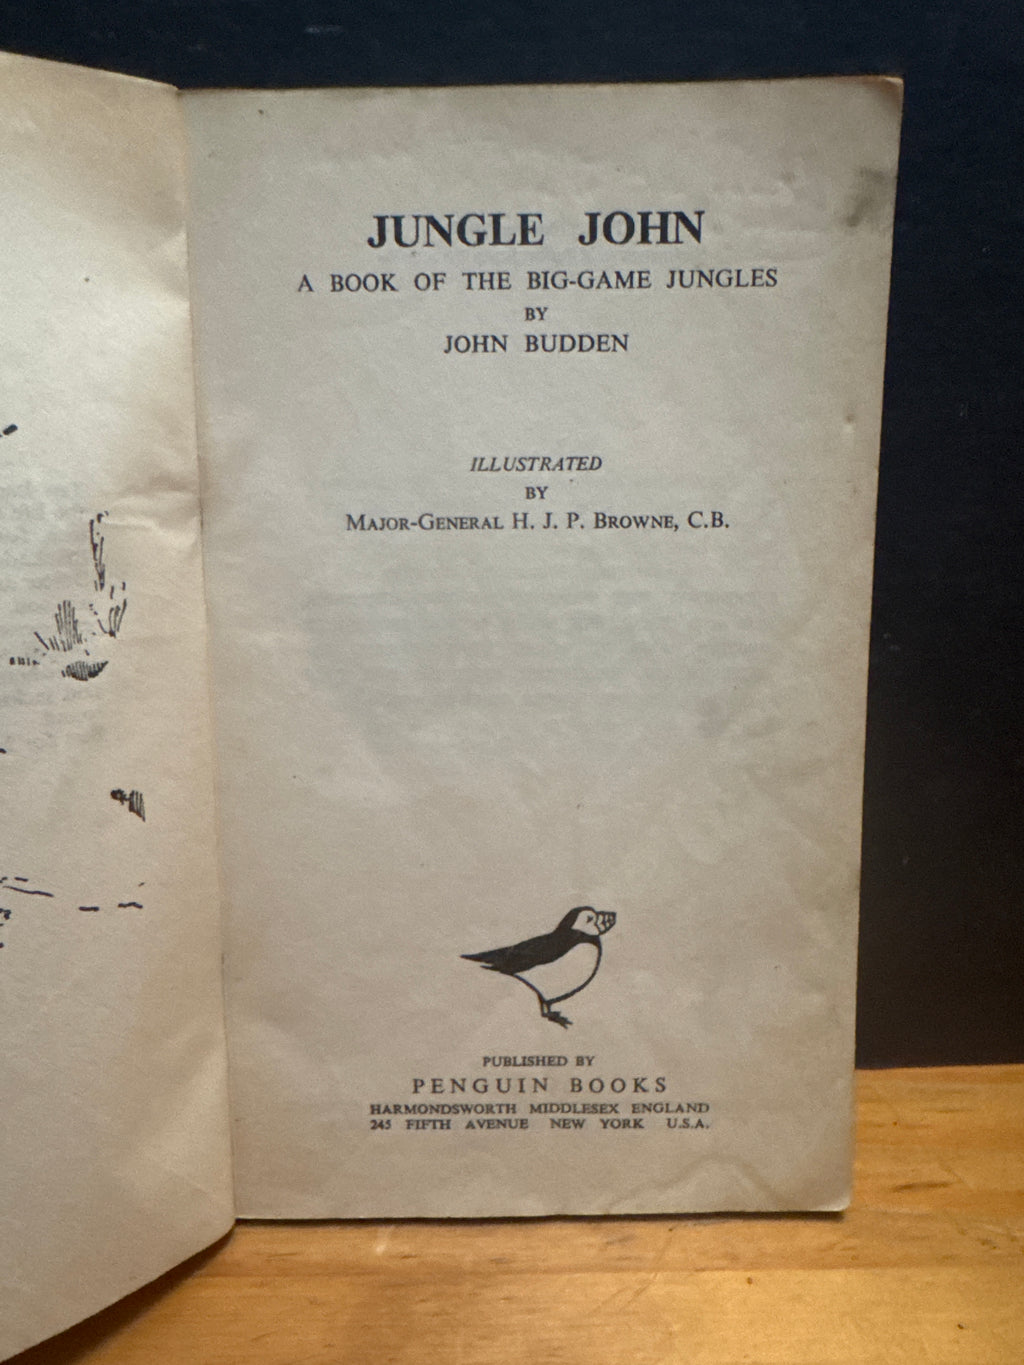 JUNGLE JOHN
A BOOK OF THE BIG-GAME JUNGLES
BY
JOHN BUDDEN
ILLUSTRATED
BY
MAJOR-GENERAL H. J. P. BROWNE, C.B.
PUBLISHED BY
PENGUIN BOOKS
HARMONDSWORTH MIDDLESEX ENGLAND
245 FIFTH AVENUE NEW YORK U.S.A.